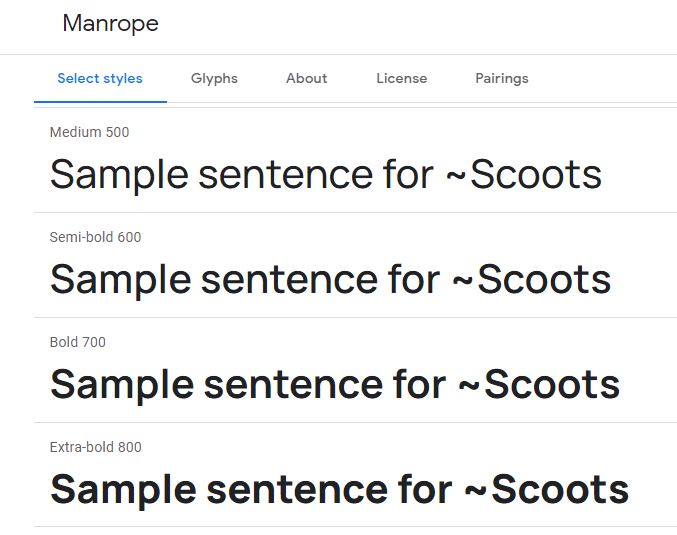 Manrope
Select styles Glyphs About License Pairings
Medium 500
Sample sentence for ~Scoots
Semi-bold 600
Sample sentence for ~Scoots
Bold 700
Sample sentence for ~Scoots
Extra-bold 800
Sample sentence for ~Scoots